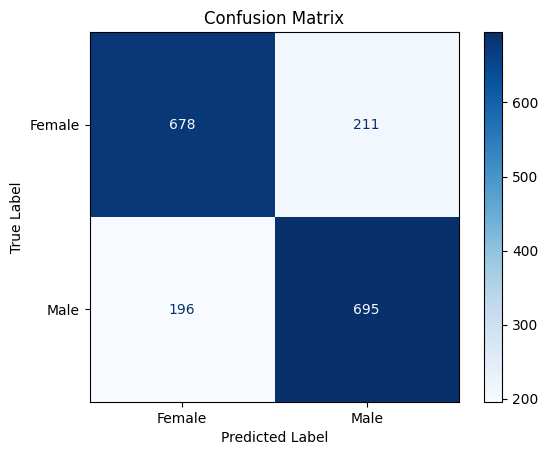 Confusion Matrix
True Label
Female
678
211
Male
196
695
Female
Male
Predicted Label
600
500
400
300
200